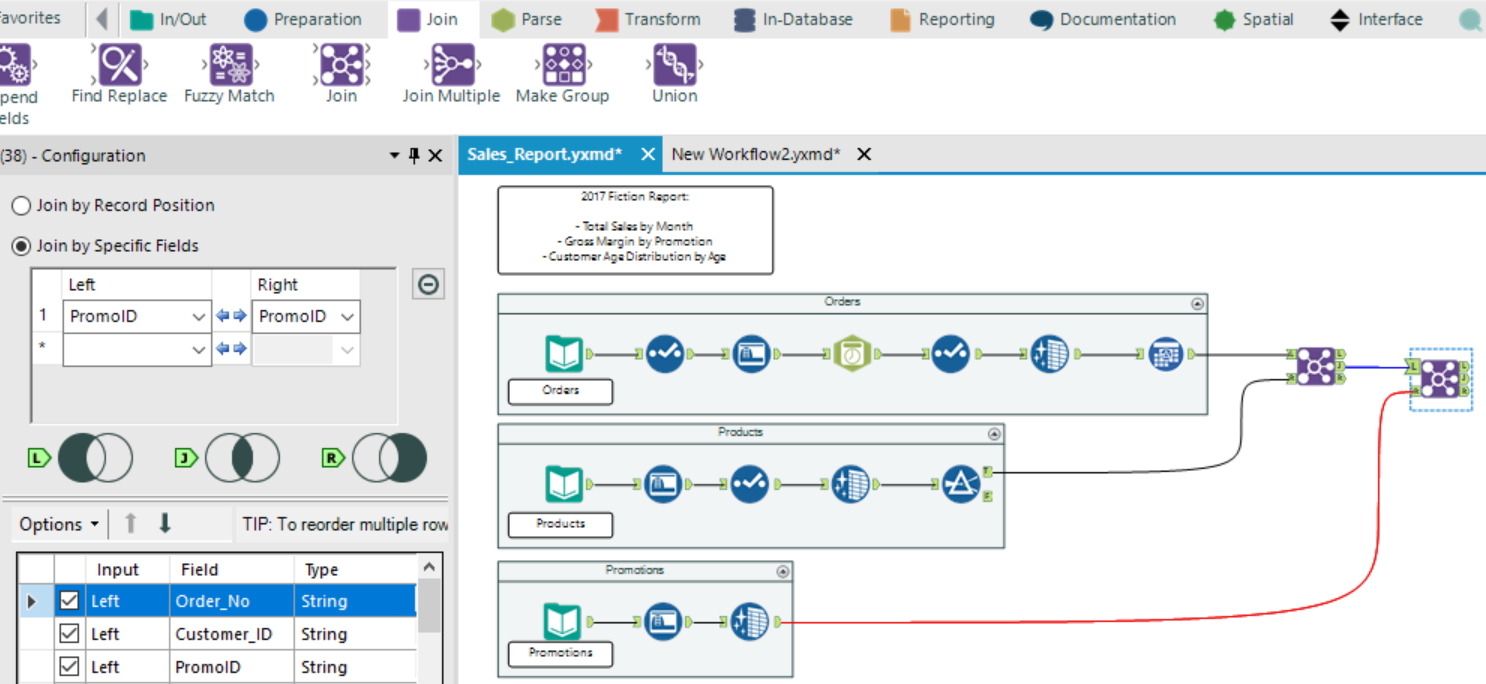 avorites
In/Out Preparation Join Parse Transform In-Database Reporting Documentation Spatial Interface
pend
elds
Find Replace Fuzzy Match Join Join Multiple Make Group Union
(38) - Configuration
Sales_Report.yxmd* New Workflow2.yxmd*
Join by Record Position
Join by Specific Fields
Left Right
1 PromoID PromoID
*
L J R
Options TIP: To reorder multiple row
Input Field Type
Left Order_No String
Left Customer_ID String
Left PromoID String
2017 Fiction Report:
- Total Sales by Month
- Gross Margin by Promotion
- Customer Age Distribution by Age
Orders
Orders
L J R
L R
L J R
L R
Products
T
F
Products
Promotions
Promotions